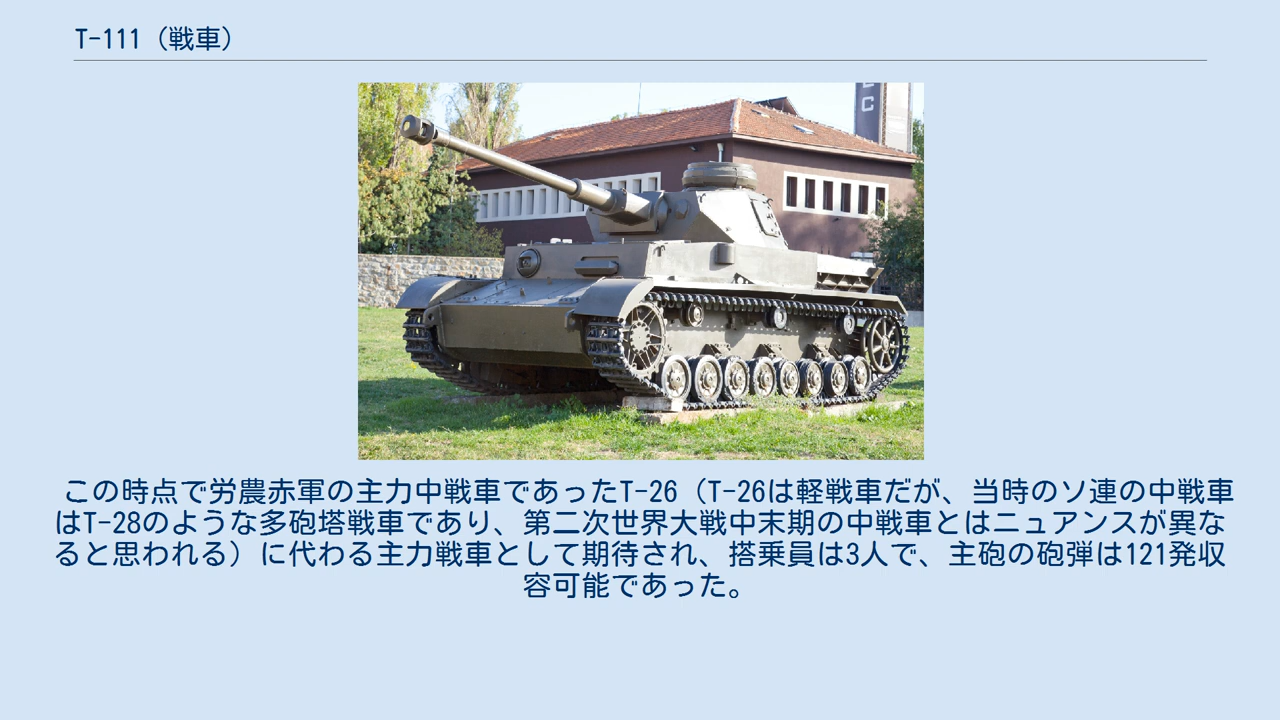 T-111（戦車）
C
この時点で労農赤軍の主力中戦車であったT-26（T-26は軽戦車だが、当時のソ連の中戦車
はT-28のような多砲塔戦車であり、第二次世界大戦中末期の中戦車とはニュアンスが異な
ると思われる）に代わる主力戦車として期待され、搭乗員は3人で、主砲の砲弾は121発収
容可能であった。